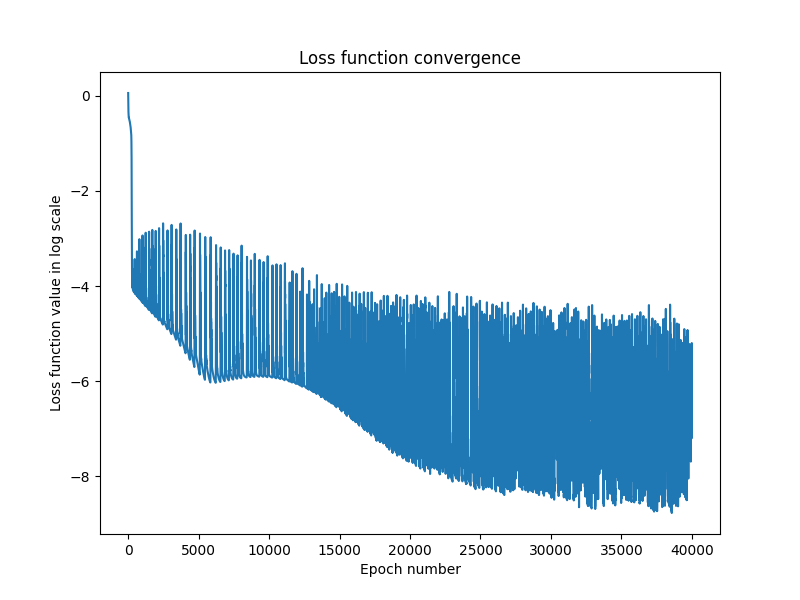 Loss function convergence
Loss function value in log scale
0
−2
−4
−6
−8
0 5000 10000 15000 20000 25000 30000 35000 40000
Epoch number